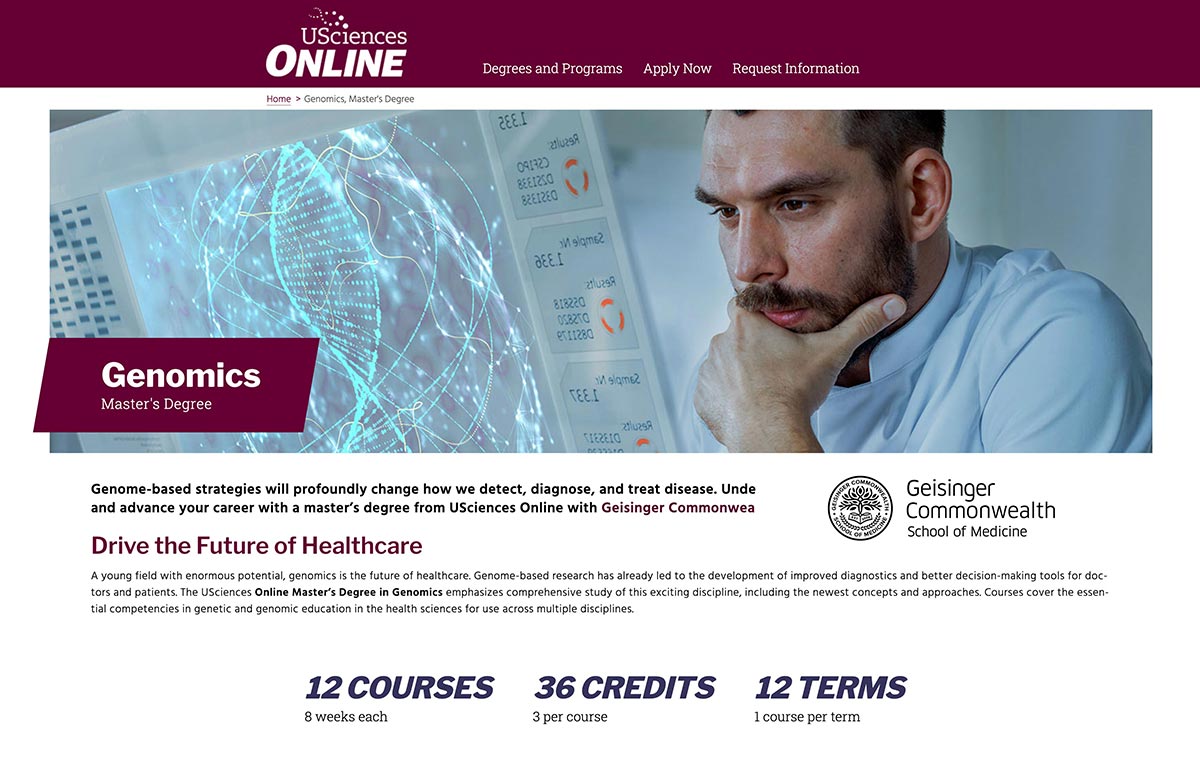 USciences
ONLINE
Degrees and Programs
Apply Now
Request Information
Home > Genomics, Master's Degree
1.335
Results:
CSF1PO
D2S1338
D3S1358
Sample Nr.
1.336
Results:
D5S818
D7S820
D8S1179
Sample Nr.
1.337
Results:
D13S317
Genomics
Master's Degree
Genome-based strategies will profoundly change how we detect, diagnose, and treat disease. Unde
and advance your career with a master’s degree from USciences Online with Geisinger Commonwea
GEISINGER COMMONWEALTH
SCHOOL OF MEDICINE
Geisinger
Commonwealth
School of Medicine
Drive the Future of Healthcare
A young field with enormous potential, genomics is the future of healthcare. Genome-based research has already led to the development of improved diagnostics and better decision-making tools for doc-
tors and patients. The USciences Online Master’s Degree in Genomics emphasizes comprehensive study of this exciting discipline, including the newest concepts and approaches. Courses cover the essen-
tial competencies in genetic and genomic education in the health sciences for use across multiple disciplines.
12 COURSES
8 weeks each
36 CREDITS
3 per course
12 TERMS
1 course per term